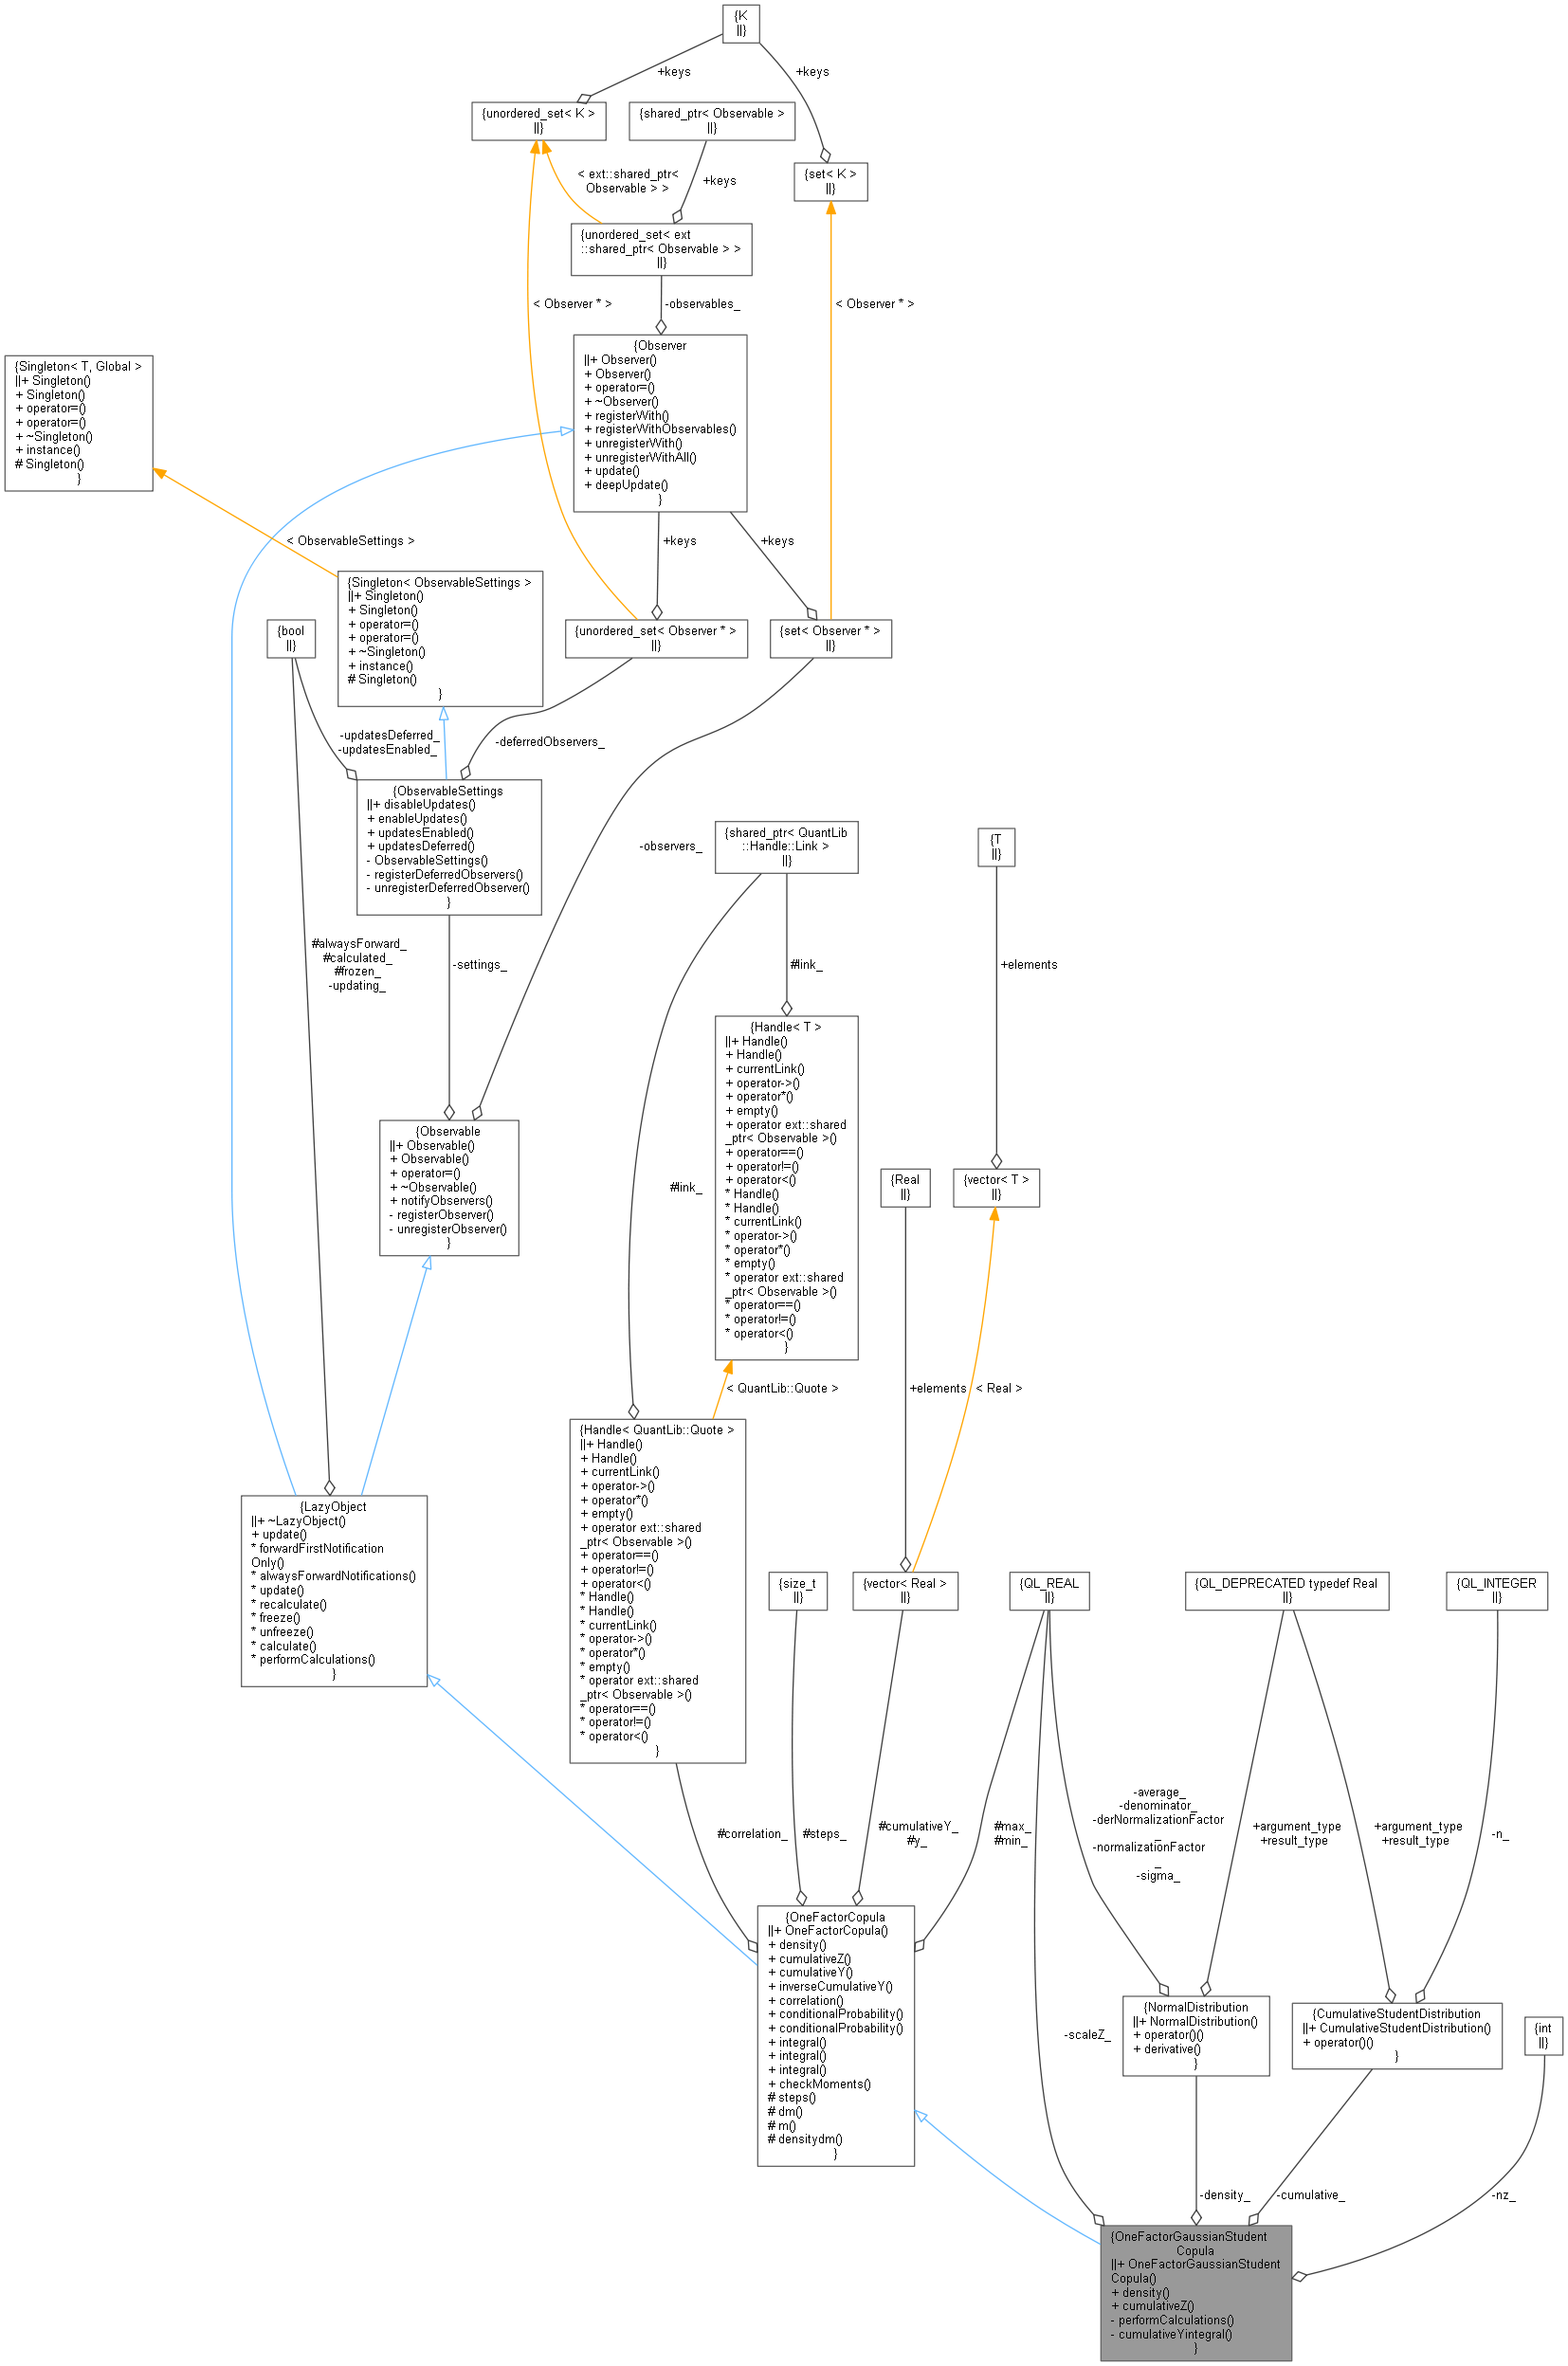 {K
||}
+keys
+keys
{unordered_set< K >
||}
{shared_ptr< Observable >
||}
{set< K >
||}
< ext::shared_ptr<
Observable > >
+keys
{unordered_set< ext
::shared_ptr< Observable > >
||}
< Observer * >
-observables_
< Observer * >
{Singleton< T, Global >
||+ Singleton()
+ Singleton()
+ operator=()
+ operator=()
+ ~Singleton()
+ instance()
# Singleton()
}
{Observer
||+ Observer()
+ Observer()
+ operator=()
+ ~Observer()
+ registerWith()
+ registerWithObservables()
+ unregisterWith()
+ unregisterWithAll()
+ update()
+ deepUpdate()
}
< ObservableSettings >
+keys
+keys
{Singleton< ObservableSettings >
||+ Singleton()
+ Singleton()
+ operator=()
+ operator=()
+ ~Singleton()
+ instance()
# Singleton()
}
{bool
||}
{unordered_set< Observer * >
||}
{set< Observer * >
||}
-updatesDeferred_
-updatesEnabled_
-deferredObservers_
{ObservableSettings
||+ disableUpdates()
+ enableUpdates()
+ updatesEnabled()
+ updatesDeferred()
- ObservableSettings()
- registerDeferredObservers()
- unregisterDeferredObserver()
}
-observers_
{shared_ptr< QuantLib
::Handle::Link >
||}
{T
||}
#alwaysForward_
#calculated_
#frozen_
-updating_
-settings_
#link_
+elements
{Handle< T >
||+ Handle()
+ Handle()
+ currentLink()
+ operator->()
+ operator*()
+ empty()
+ operator ext::shared
_ptr< Observable >()
+ operator==()
+ operator!=()
+ operator<()
* Handle()
* Handle()
* currentLink()
* operator->()
* operator*()
* empty()
* operator ext::shared
_ptr< Observable >()
* operator==()
* operator!=()
* operator<()
}
{Observable
||+ Observable()
+ Observable()
+ operator=()
+ ~Observable()
+ notifyObservers()
- registerObserver()
- unregisterObserver()
}
#link_
{Real
||}
{vector< T >
||}
< QuantLib::Quote >
+elements
< Real >
{Handle< QuantLib::Quote >
||+ Handle()
+ Handle()
+ currentLink()
+ operator->()
+ operator*()
+ empty()
+ operator ext::shared
_ptr< Observable >()
+ operator==()
+ operator!=()
+ operator<()
* Handle()
* Handle()
* currentLink()
* operator->()
* operator*()
* empty()
* operator ext::shared
_ptr< Observable >()
* operator==()
* operator!=()
* operator<()
}
{LazyObject
||+ ~LazyObject()
+ update()
* forwardFirstNotification
Only()
* alwaysForwardNotifications()
* update()
* recalculate()
* freeze()
* unfreeze()
* calculate()
* performCalculations()
}
{size_t
||}
{vector< Real >
||}
{QL_REAL
||}
{QL_DEPRECATED typedef Real
||}
{QL_INTEGER
||}
#correlation_
#steps_
#cumulativeY_
#y_
#max_
#min_
-average_
-denominator_
-derNormalizationFactor
_
-normalizationFactor
_
-sigma_
+argument_type
+result_type
+argument_type
+result_type
-n_
{OneFactorCopula
||+ OneFactorCopula()
+ density()
+ cumulativeZ()
+ cumulativeY()
+ inverseCumulativeY()
+ correlation()
+ conditionalProbability()
+ conditionalProbability()
+ integral()
+ integral()
+ integral()
+ checkMoments()
# steps()
# dm()
# m()
# densitydm()
}
-scaleZ_
{NormalDistribution
||+ NormalDistribution()
+ operator()()
+ derivative()
}
{CumulativeStudentDistribution
||+ CumulativeStudentDistribution()
+ operator()()
}
{int
||}
-density_
-cumulative_
-nz_
{OneFactorGaussianStudent
Copula
||+ OneFactorGaussianStudent
Copula()
+ density()
+ cumulativeZ()
- performCalculations()
- cumulativeYintegral()
}